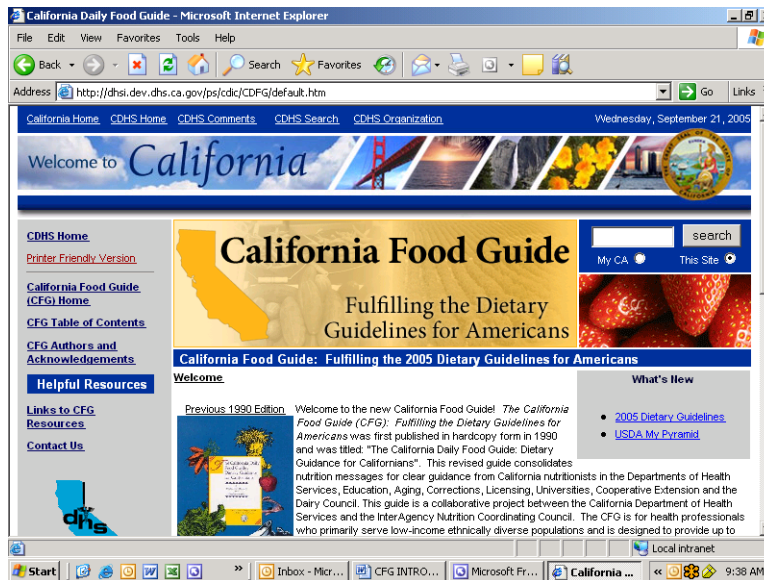 California Daily Food Guide - Microsoft Internet Explorer
File Edit View Favorites Tools Help
Back Search Favorites
Address http://dhsi.dev.dhs.ca.gov/ps/cdic/CDFG/default.htm Go Links
California Home CDHS Home CDHS Comments CDHS Search CDHS Organization Wednesday, September 21, 2005
Welcome to California
CDHS Home
Printer Friendly Version
California Food Guide
(CFG) Home
CFG Table of Contents
CFG Authors and
Acknowledgements
Helpful Resources
Links to CFG
Resources
Contact Us
dhs
California Food Guide
Fulfilling the Dietary
Guidelines for Americans
search
My CA This Site
California Food Guide: Fulfilling the 2005 Dietary Guidelines for Americans
Welcome
What's New
2005 Dietary Guidelines
USDA My Pyramid
Previous 1990 Edition
Welcome to the new California Food Guide! The California
Food Guide (CFG): Fulfilling the Dietary Guidelines for
Americans was first published in hardcopy form in 1990
and was titled: "The California Daily Food Guide: Dietary
Guidance for Californians". This revised guide consolidates
nutrition messages for clear guidance from California nutritionists in the Departments of Health
Services, Education, Aging, Corrections, Licensing, Universities, Cooperative Extension and the
Dairy Council. This guide is a collaborative project between the California Department of Health
Services and the InterAgency Nutrition Coordinating Council. The CFG is for health professionals
who primarily serve low-income ethnically diverse populations and is designed to provide up to
Local intranet
Start Inbox - Micr... CFG INTRO... Microsoft Fr... California ... 9:38 AM